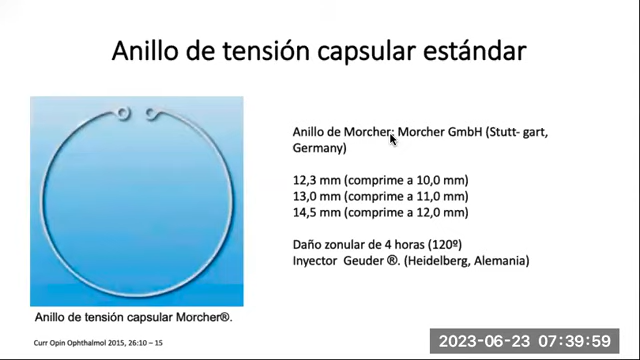 Anillo de tensión capsular estándar
Anillo de Morcher: Morcher GmbH (Stutt- gart,
Germany)
12,3 mm (comprime a 10,0 mm)
13,0 mm (comprime a 11,0 mm)
14,5 mm (comprime a 12,0 mm)
Daño zonular de 4 horas (120º)
Inyector Geuder ®. (Heidelberg, Alemania)
Anillo de tensión capsular Morcher®.
Curr Opin Ophthalmol 2015, 26:10 – 15
2023-06-23 07:39:59